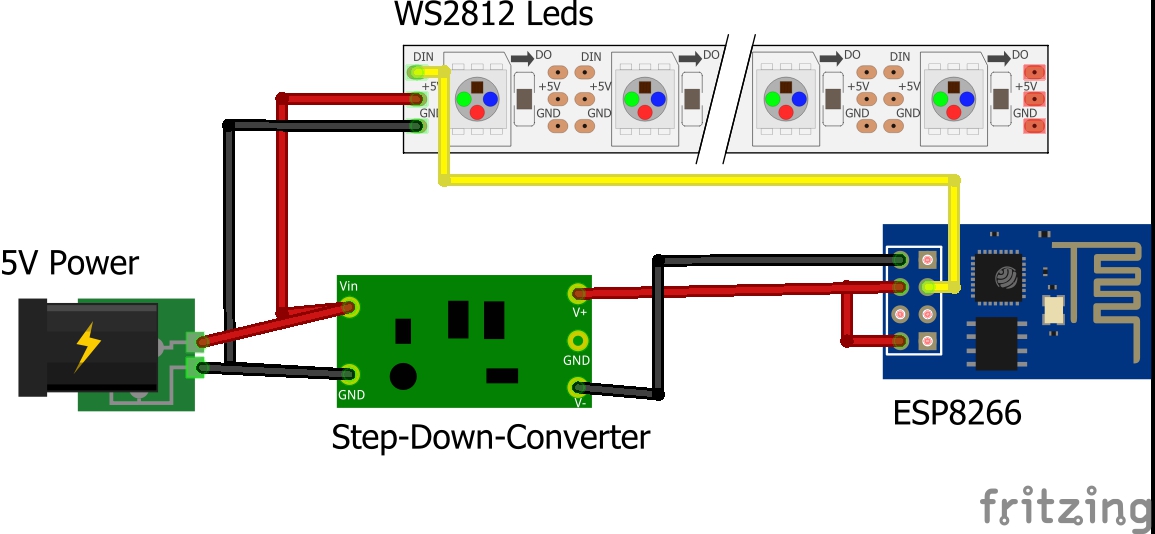 WS2812 Leds
DIN DO DIN DO DO DIN DO
+5V +5V +5V +5V +5V +5V
GND GND GND GND GND GND
5V Power
Vin
V+
GND
GND
V-
Step-Down-Converter
ESP8266
fritzing